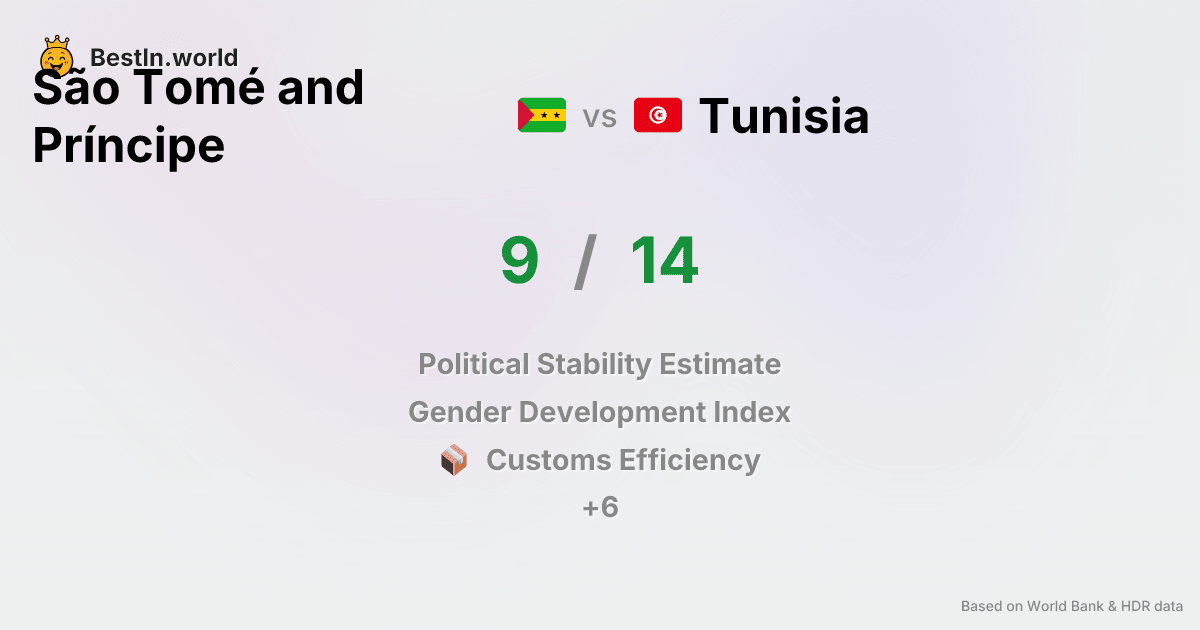 BestIn.world
São Tomé and
Príncipe
vs
Tunisia
9 / 14
Political Stability Estimate
Gender Development Index
Customs Efficiency
+6
Based on World Bank & HDR data